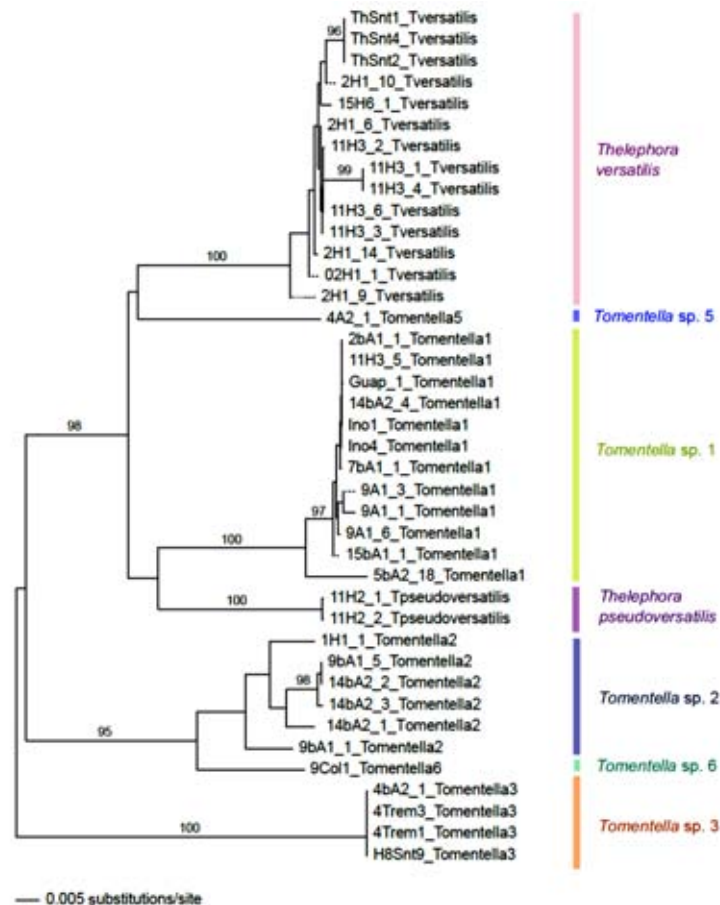 ThSnt1_Tversatilis
96
ThSnt4_Tversatilis
ThSnt2_Tversatilis
2H1_10_Tversatilis
15H6_1_Tversatilis
2H1_6_Tversatilis
11H3_2_Tversatilis
Thelephora
versatilis
99
11H3_1_Tversatilis
11H3_4_Tversatilis
11H3_6_Tversatilis
11H3_3_Tversatilis
100
2H1_14_Tversatilis
02H1_1_Tversatilis
2H1_9_Tversatilis
4A2_1_Tomentella5
Tomentella sp. 5
2bA1_1_Tomentella1
11H3_5_Tomentella1
Guap_1_Tomentella1
14bA2_4_Tomentella1
Ino1_Tomentella1
98
Ino4_Tomentella1
Tomentella sp. 1
7bA1_1_Tomentella1
9A1_3_Tomentella1
97
9A1_1_Tomentella1
9A1_6_Tomentella1
100
15bA1_1_Tomentella1
5bA2_18_Tomentella1
100
11H2_1_Tpseudoversatilis
11H2_2_Tpseudoversatilis
Thelephora
pseudoversatilis
1H1_1_Tomentella2
9bA1_5_Tomentella2
98
14bA2_2_Tomentella2
14bA2_3_Tomentella2
Tomentella sp. 2
14bA2_1_Tomentella2
95
9bA1_1_Tomentella2
9Col1_Tomentella6
Tomentella sp. 6
4bA2_1_Tomentella3
4Trem3_Tomentella3
100
4Trem1_Tomentella3
Tomentella sp. 3
H8Snt9_Tomentella3
0.005 substitutions/site